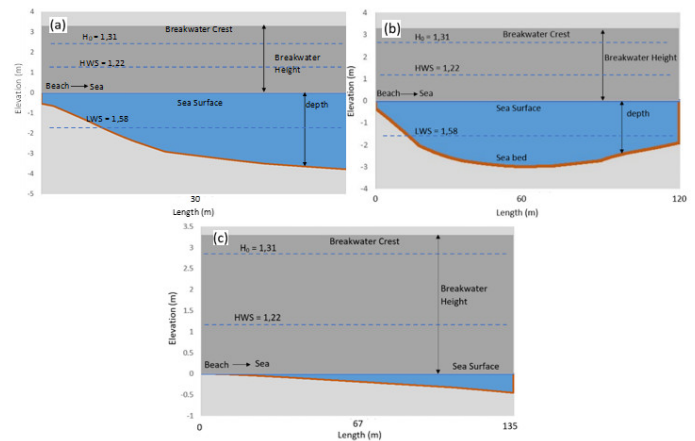 (a)
Breakwater Crest
H₀ = 1,31
Breakwater
Height
HWS = 1,22
Beach → Sea
Sea Surface
depth
LWS = 1,58
Elevation (m)
4
3
2
1
0
-1
-2
-3
-4
-5
30
Length (m)
(b)
Breakwater Crest
H₀ = 1,31
Breakwater Height
HWS = 1,22
Beach → Sea
Sea Surface
depth
LWS = 1,58
Sea bed
Elevation (m)
4
3
2
1
0
-1
-2
-3
-4
0
60
120
Length (m)
(c)
Breakwater Crest
H₀ = 1,31
Breakwater
Height
HWS = 1,22
Beach → Sea
Sea Surface
Elevation (m)
3.5
3
2.5
2
1.5
1
0.5
0
-0.5
-1
0
67
135
Length (m)